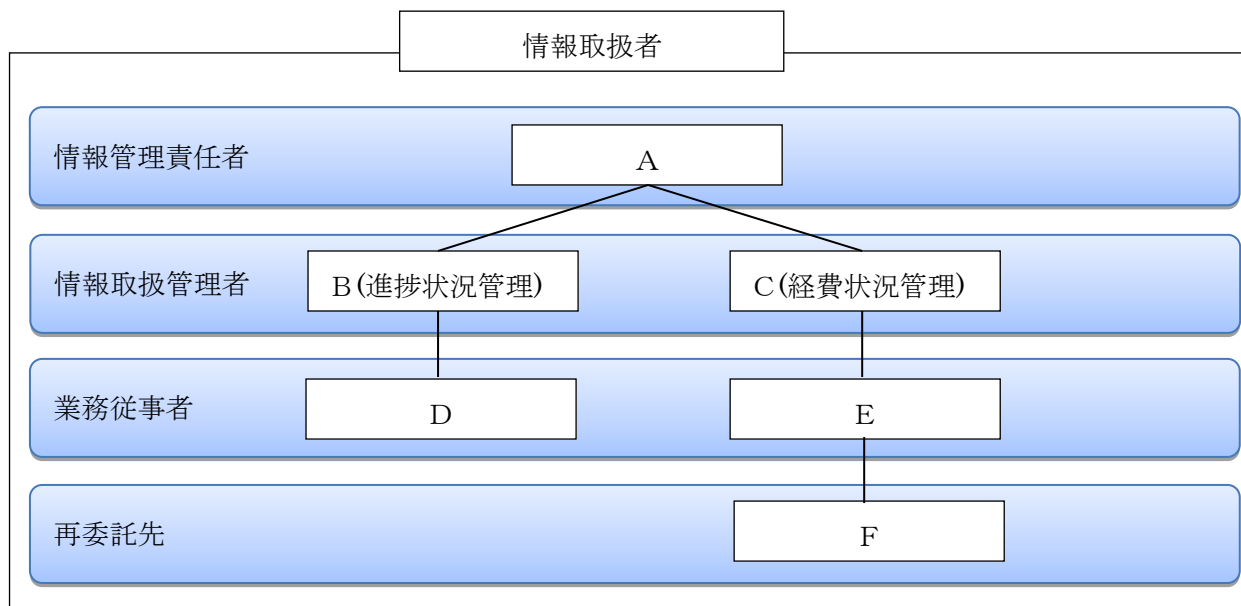 情報取扱者
情報管理責任者
A
情報取扱管理者
B(進捗状況管理)
C(経費状況管理)
業務従事者
D
E
再委託先
F